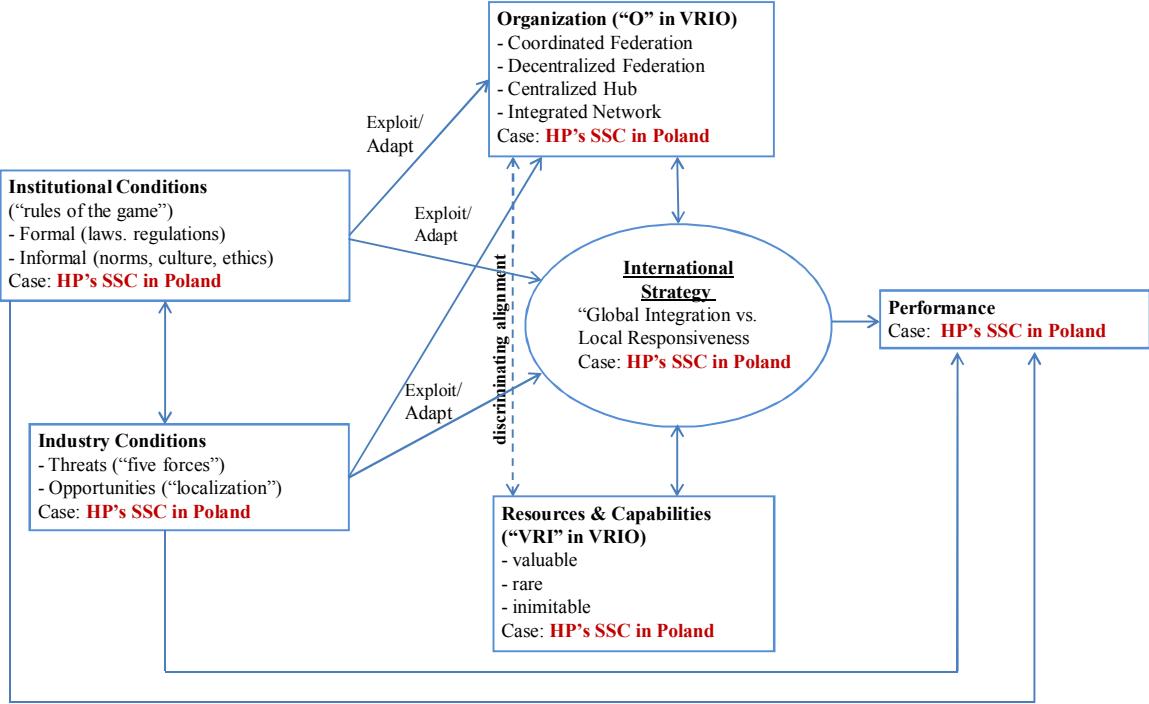 Organization (“O” in VRIO)
- Coordinated Federation
- Decentralized Federation
- Centralized Hub
- Integrated Network
Case: HP’s SSC in Poland
Exploit/
Adapt
Institutional Conditions
(“rules of the game”)
- Formal (laws. regulations)
- Informal (norms, culture, ethics)
Case: HP’s SSC in Poland
Exploit/
Adapt
discriminating alignment
International
Strategy
“Global Integration vs.
Local Responsiveness
Case: HP’s SSC in Poland
Performance
Case: HP’s SSC in Poland
Exploit/
Adapt
Industry Conditions
- Threats (“five forces”)
- Opportunities (“localization”)
Case: HP’s SSC in Poland
Resources & Capabilities
(“VRI” in VRIO)
- valuable
- rare
- inimitable
Case: HP’s SSC in Poland